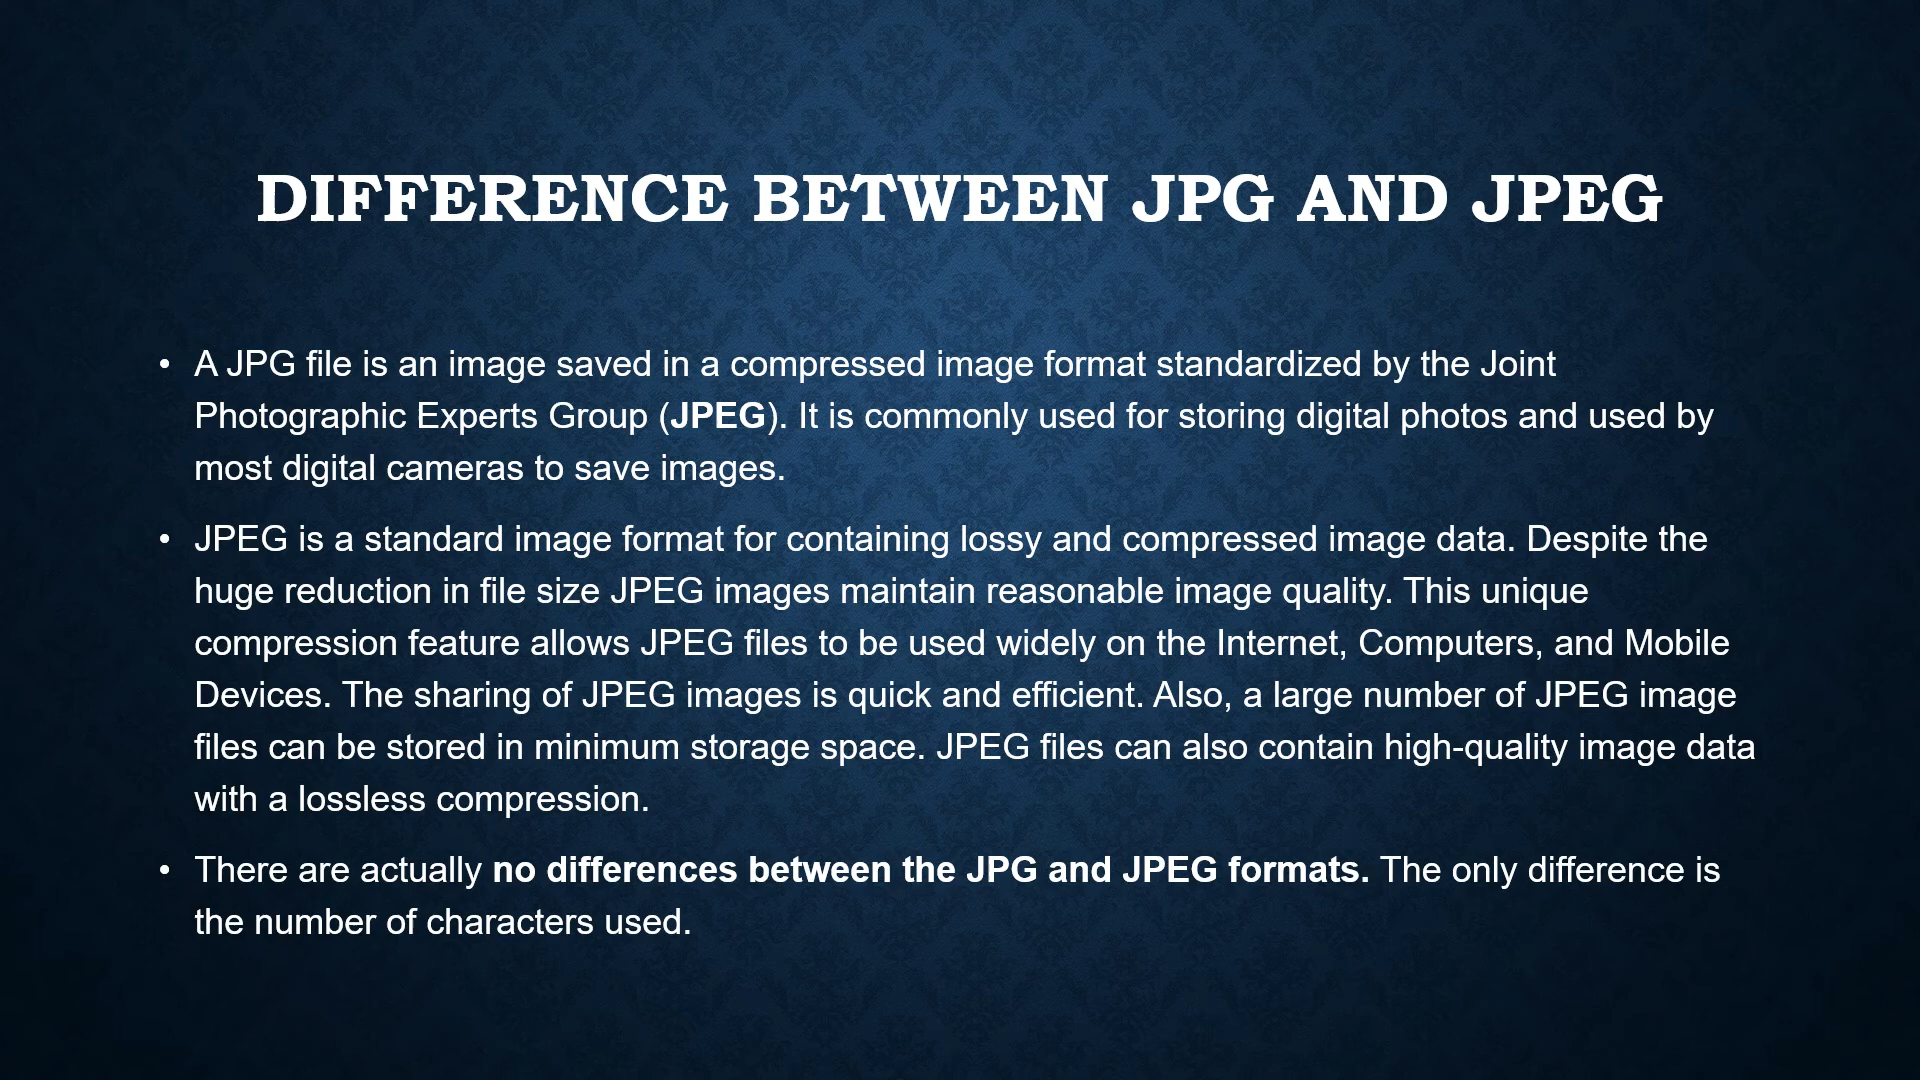 DIFFERENCE BETWEEN JPG AND JPEG
• A JPG file is an image saved in a compressed image format standardized by the Joint
Photographic Experts Group (JPEG). It is commonly used for storing digital photos and used by
most digital cameras to save images.
• JPEG is a standard image format for containing lossy and compressed image data. Despite the
huge reduction in file size JPEG images maintain reasonable image quality. This unique
compression feature allows JPEG files to be used widely on the Internet, Computers, and Mobile
Devices. The sharing of JPEG images is quick and efficient. Also, a large number of JPEG image
files can be stored in minimum storage space. JPEG files can also contain high-quality image data
with a lossless compression.
• There are actually no differences between the JPG and JPEG formats. The only difference is
the number of characters used.